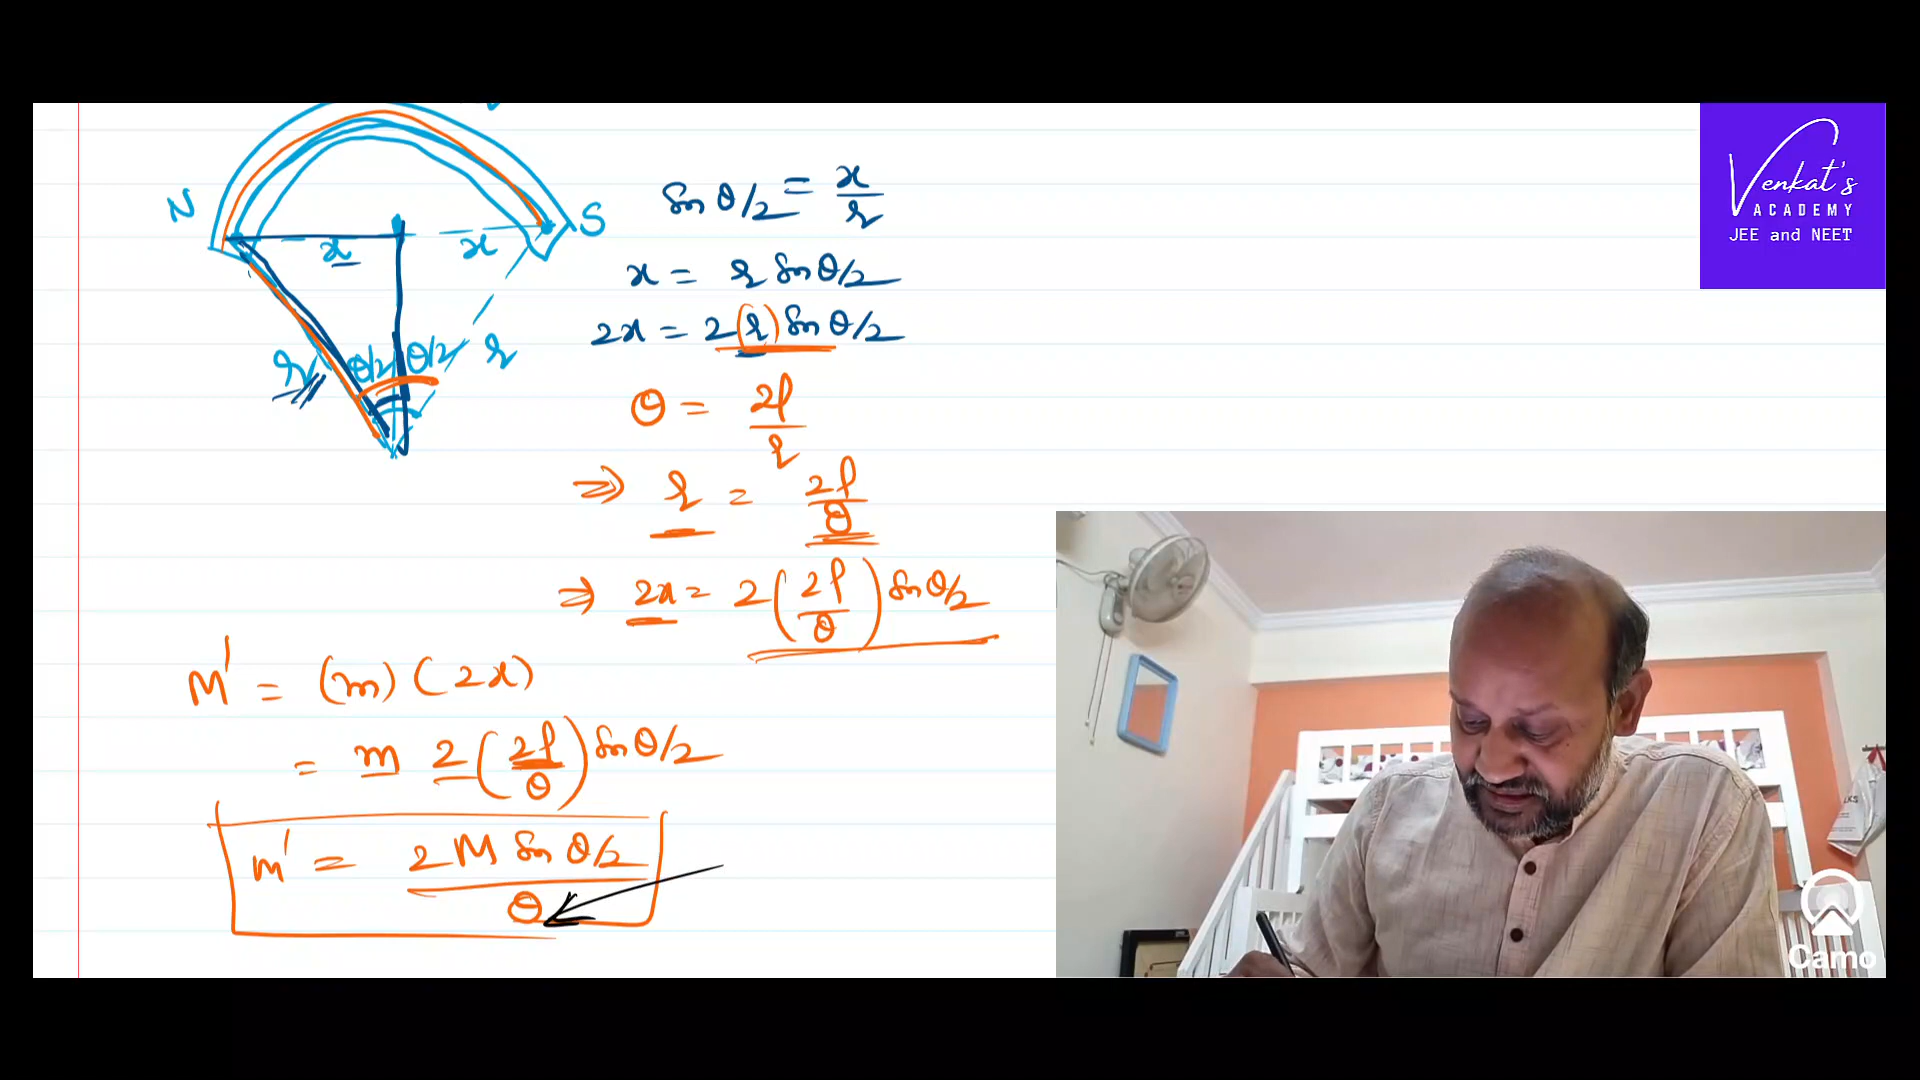 N
S
x
x
r
θ/2
θ/2
r
Sin θ/2 = x/r
x = r Sin θ/2
2x = 2(r) Sin θ/2
θ = 2l/r
⇒ r = 2l/θ
⇒ 2x = 2(2l/θ) Sin θ/2
M' = (m) (2x)
= m 2 (2l/θ) Sin θ/2
m' = 2 M Sin θ/2 / θ
Venkat's
ACADEMY
JEE and NEET
Camo